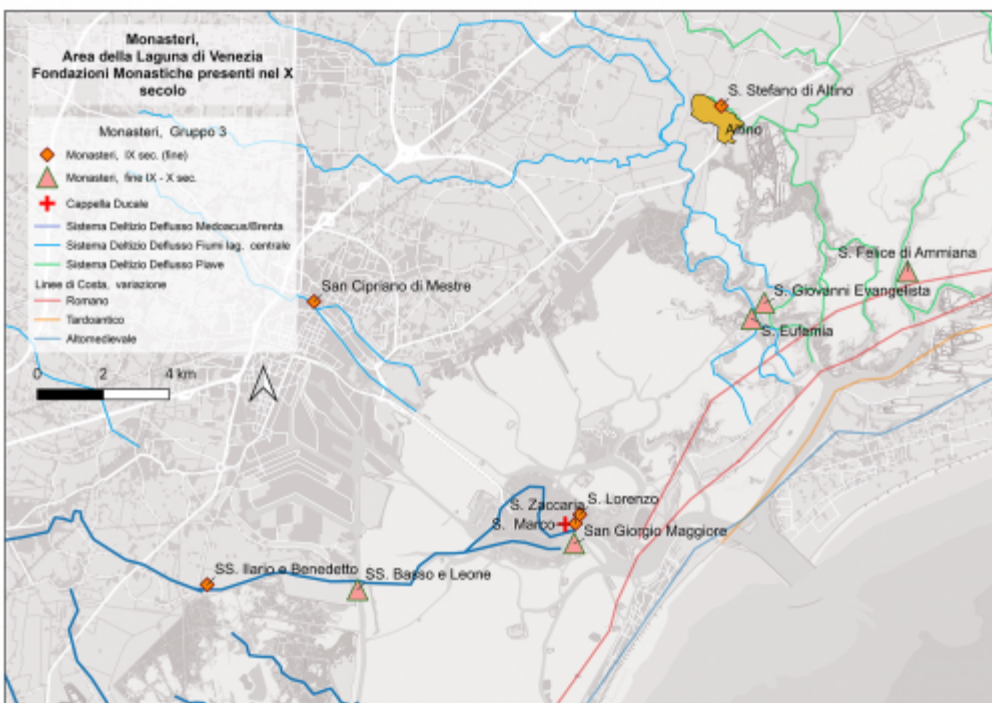 Monasteri,
Area della Laguna di Venezia
Fondazioni Monastiche presenti nel X
secolo
Monasteri, Gruppo 3
Monasteri, IX sec. (fine)
Monasteri, fine IX - X sec.
Cappella Ducale
Sistema Deltizio Deflusso Medoacus/Brenta
Sistema Deltizio Deflusso Fiumi lag. centrale
Sistema Deltizio Deflusso Piave
Linee di Costa, variazione
Romano
Tardoantico
Altomedievale
0 2 4 km
S. Stefano di Altino
Altino
S. Felice di Ammiana
San Cipriano di Mestre
S. Giovanni Evangelista
S. Eufemia
S. Zaccaria
S. Lorenzo
S. Marco
San Giorgio Maggiore
SS. Ilario e Benedetto
SS. Basso e Leone